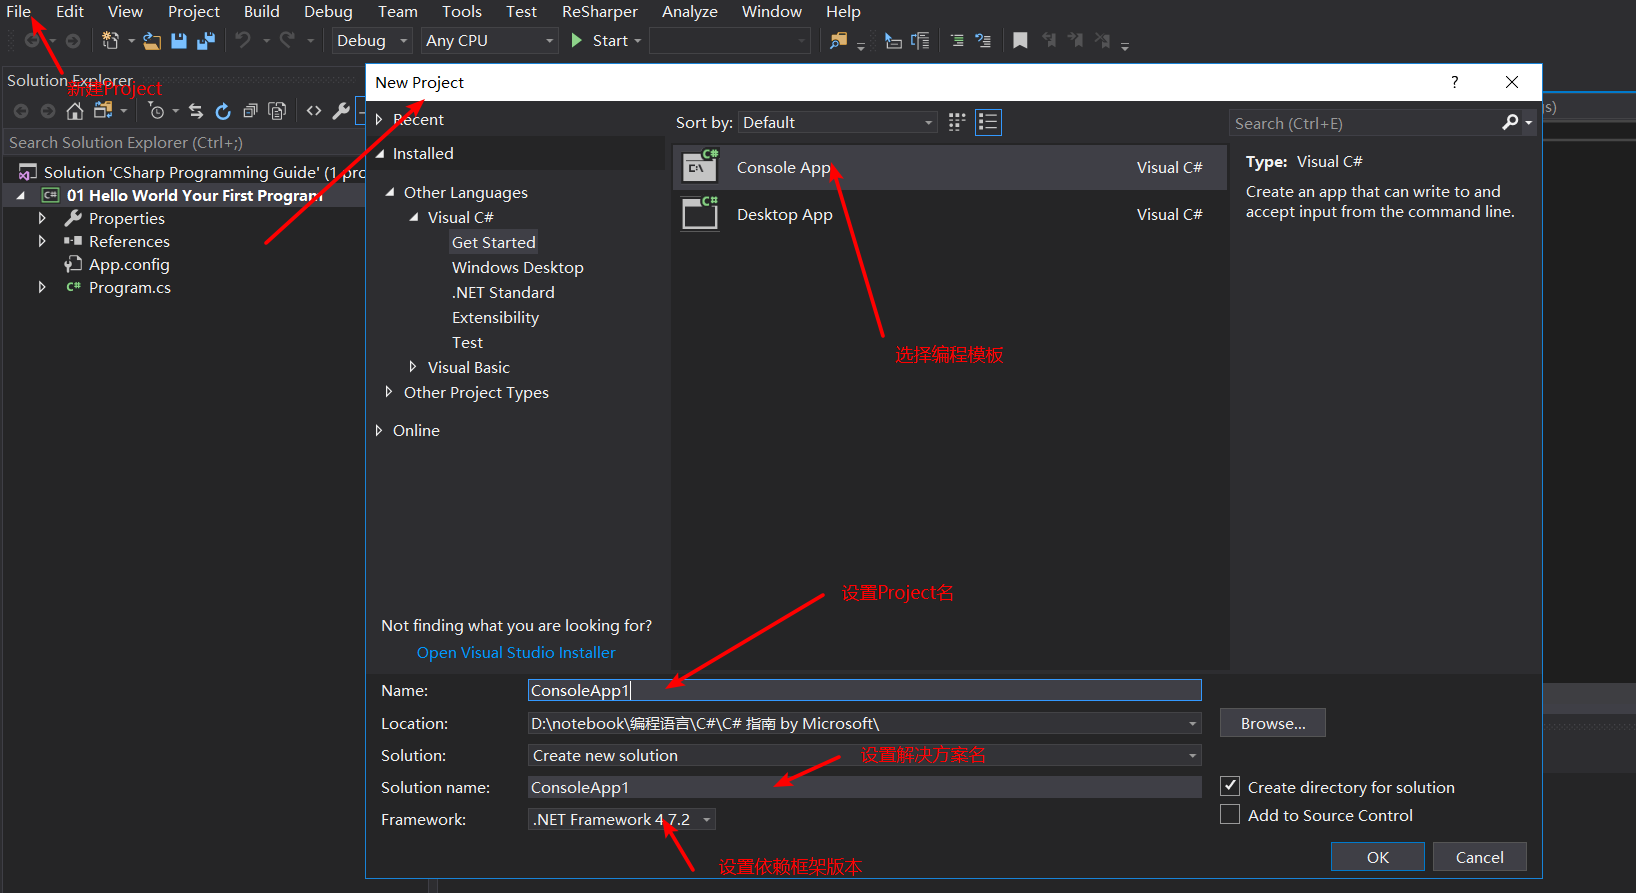 File Edit View Project Build Debug Team Tools Test ReSharper Analyze Window Help
Debug Any CPU Start
Solution Explorer
新建Project
Search Solution Explorer (Ctrl+;)
Solution 'CSharp Programming Guide' (1 pro
01 Hello World Your First Program
Properties
References
App.config
C# Program.cs
New Project
?
Recent
Installed
Other Languages
Visual C#
Get Started
Windows Desktop
.NET Standard
Extensibility
Test
Visual Basic
Other Project Types
Online
Not finding what you are looking for?
Open Visual Studio Installer
Sort by: Default
Search (Ctrl+E)
s)
Console App Visual C#
Desktop App Visual C#
选择编程模板
Type: Visual C#
Create an app that can write to and
accept input from the command line.
设置Project名
Name: ConsoleApp1
Location: D:\notebook\编程语言\C#\C# 指南 by Microsoft\ Browse...
Solution: Create new solution
设置解决方案名
Solution name: ConsoleApp1
Create directory for solution
Framework: .NET Framework 4.7.2
Add to Source Control
设置依赖框架版本
OK Cancel